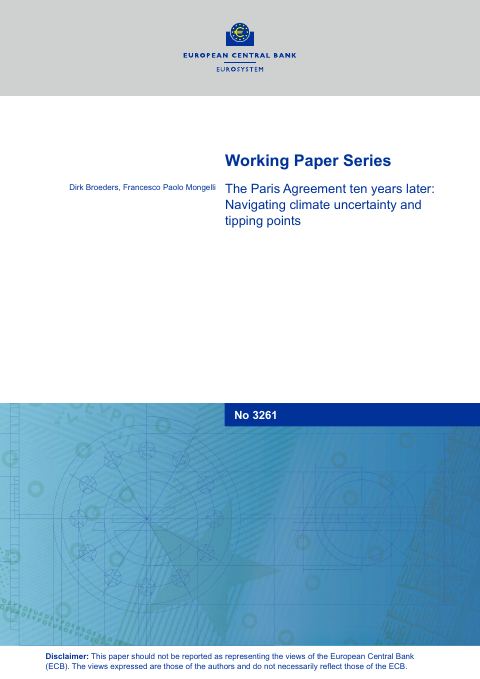 EUROPEAN CENTRAL BANK
EUROSYSTEM
Working Paper Series
Dirk Broeders, Francesco Paolo Mongelli
The Paris Agreement ten years later:
Navigating climate uncertainty and
tipping points
No 3261
Disclaimer: This paper should not be reported as representing the views of the European Central Bank
(ECB). The views expressed are those of the authors and do not necessarily reflect those of the ECB.